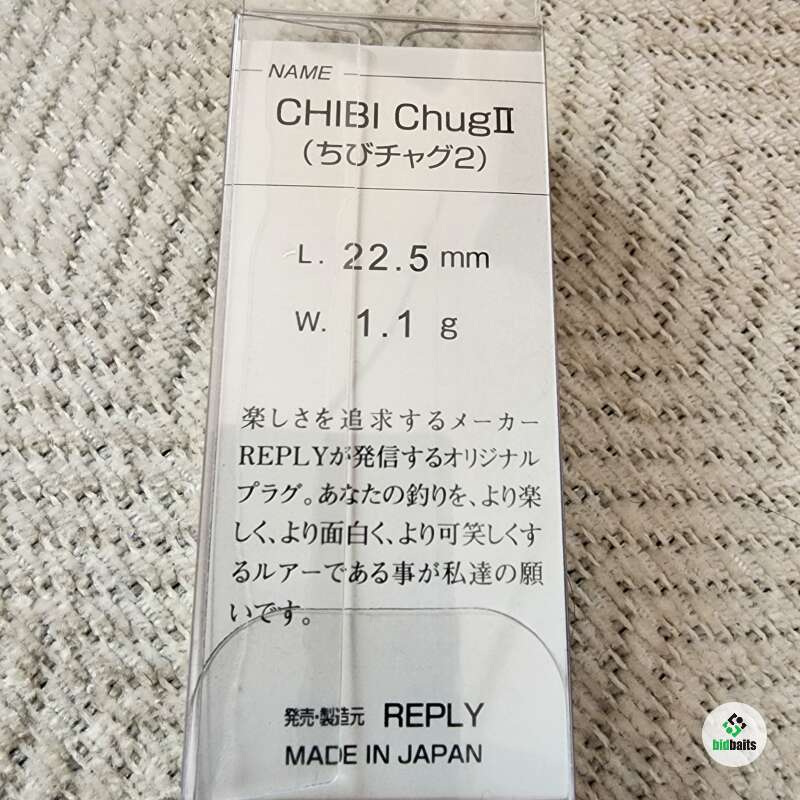 NAME
CHIBI ChugⅡ
(ちびチャグ2)
L. 22.5 mm
W. 1.1 g
楽しさを追求するメーカー
REPLYが発信するオリジナル
プラグ。あなたの釣りを、より楽
しく、より面白く、より可笑しくす
るルアーである事が私達の願
いです。
発売・製造元 REPLY
MADE IN JAPAN
bidbaits